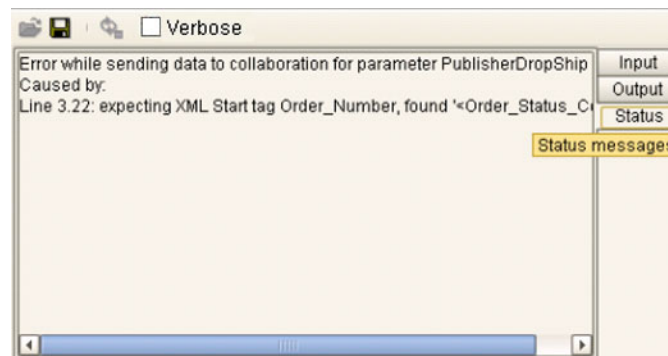 Verbose
Error while sending data to collaboration for parameter PublisherDropShip
Caused by:
Line 3.22: expecting XML Start tag Order_Number, found '<Order_Status_C
Input
Output
Status
Status messages